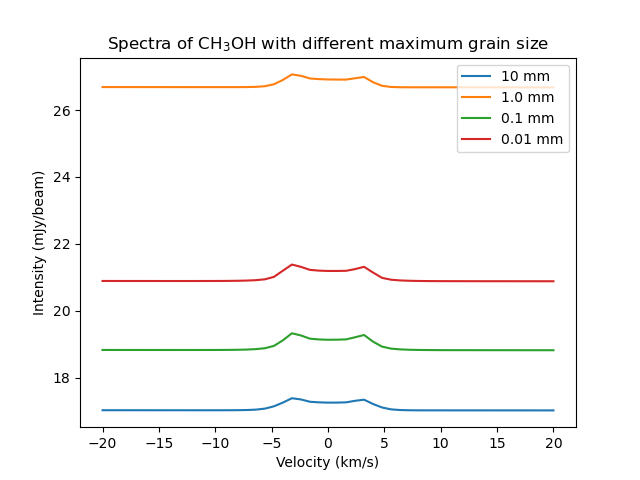 Spectra of CH₃OH with different maximum grain size
10 mm
1.0 mm
0.1 mm
0.01 mm
26
24
22
20
18
Intensity (mJy/beam)
−20 −15 −10 −5 0 5 10 15 20
Velocity (km/s)